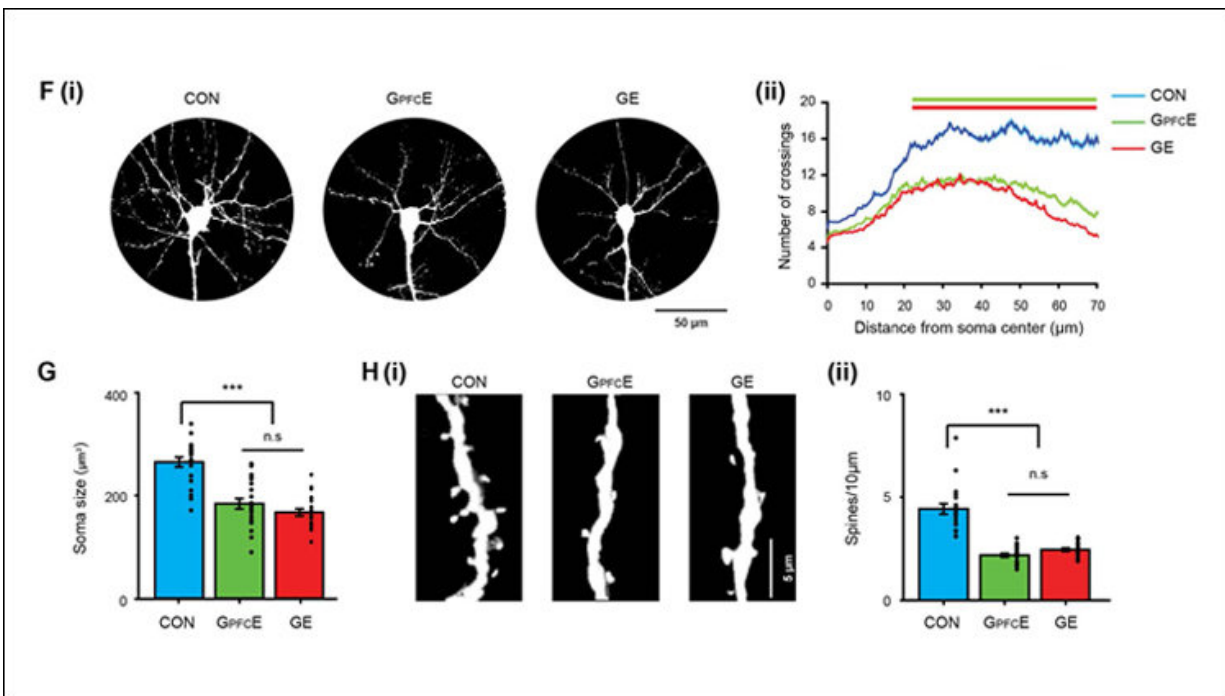 F (i)
CON
GPFCE
GE
50 µm
(ii)
20
16
12
8
4
0
Number of crossings
0 10 20 30 40 50 60 70
Distance from soma center (µm)
CON
GPFCE
GE
G
400
200
0
Soma size (µm²)
***
n.s
CON GPFCE GE
H (i)
CON
GPFCE
GE
5 µm
(ii)
10
5
0
Spines/10µm
***
n.s
CON GPFCE GE